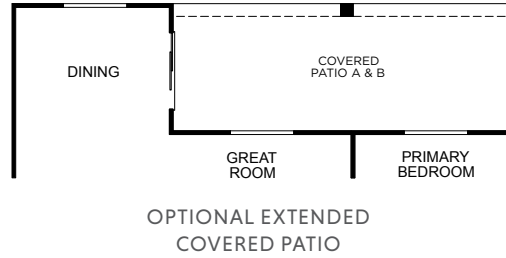 DINING
COVERED
PATIO A & B
GREAT
ROOM
PRIMARY
BEDROOM
OPTIONAL EXTENDED
COVERED PATIO